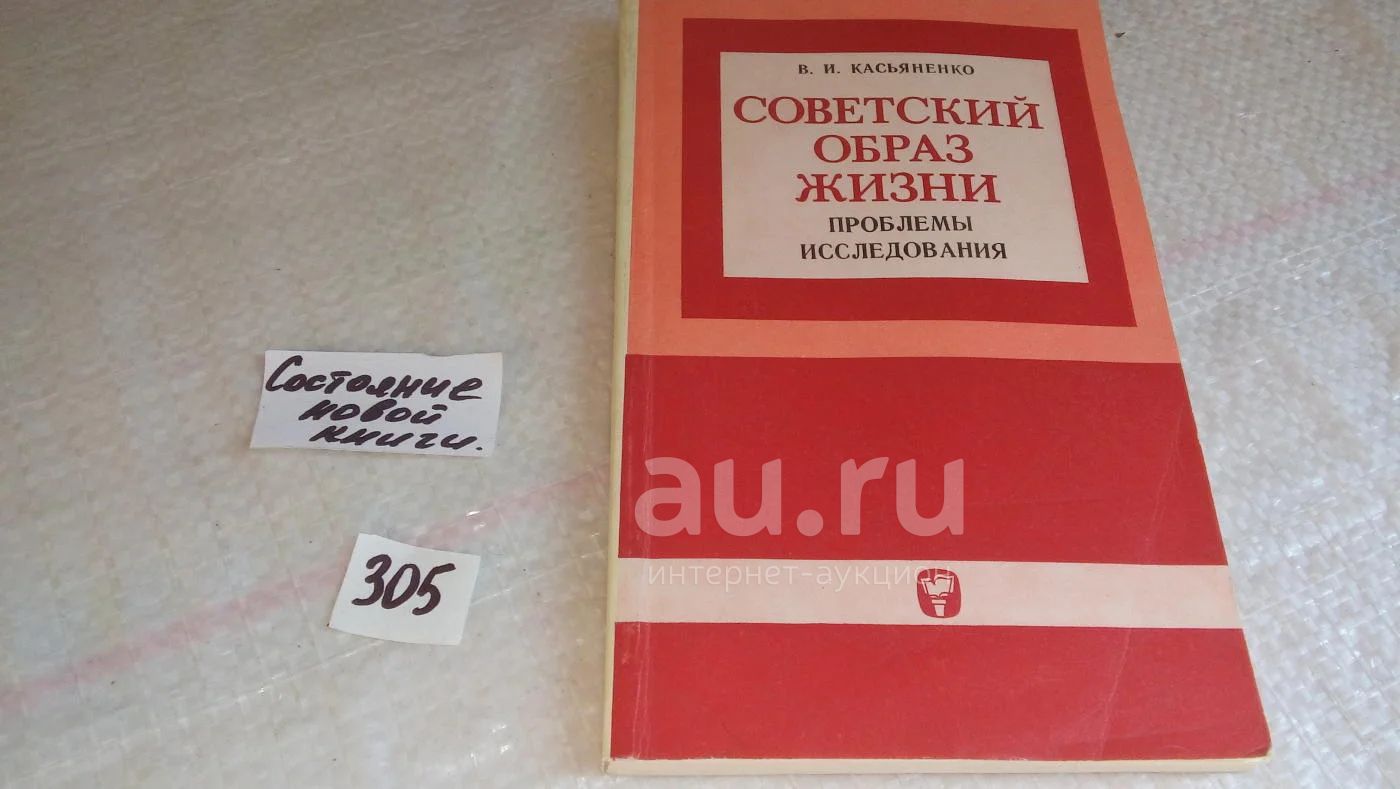 В. И. КАСЬЯНЕНКО
СОВЕТСКИЙ
ОБРАЗ
ЖИЗНИ
ПРОБЛЕМЫ
ИССЛЕДОВАНИЯ
Состояние
новой
книги.
305
au.ru
интернет-аукцион